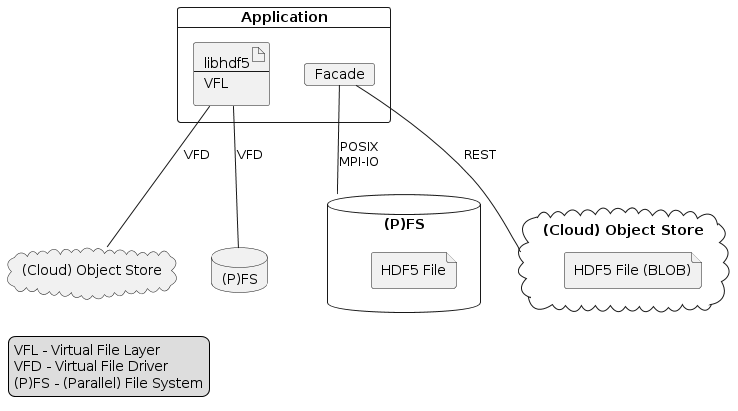 Application
libhdf5
VFL
Facade
VFD
VFD
POSIX
MPI-IO
REST
(Cloud) Object Store
(P)FS
(P)FS
HDF5 File
(Cloud) Object Store
HDF5 File (BLOB)
VFL - Virtual File Layer
VFD - Virtual File Driver
(P)FS - (Parallel) File System